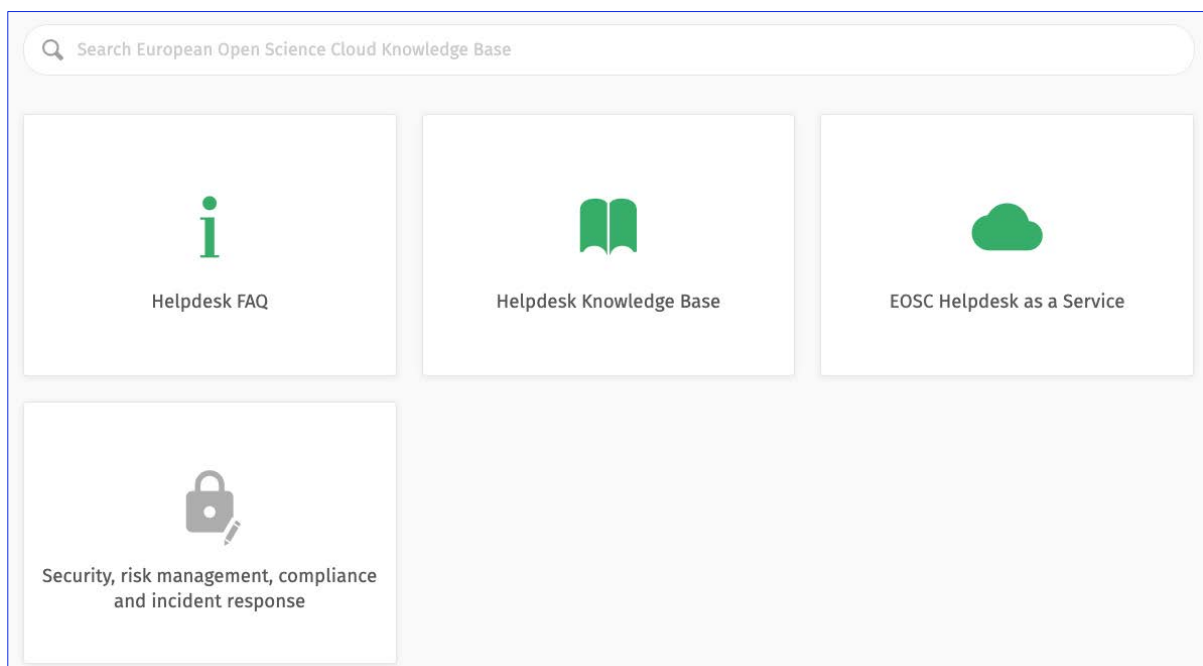 Search European Open Science Cloud Knowledge Base
Helpdesk FAQ
Helpdesk Knowledge Base
EOSC Helpdesk as a Service
Security, risk management, compliance
and incident response